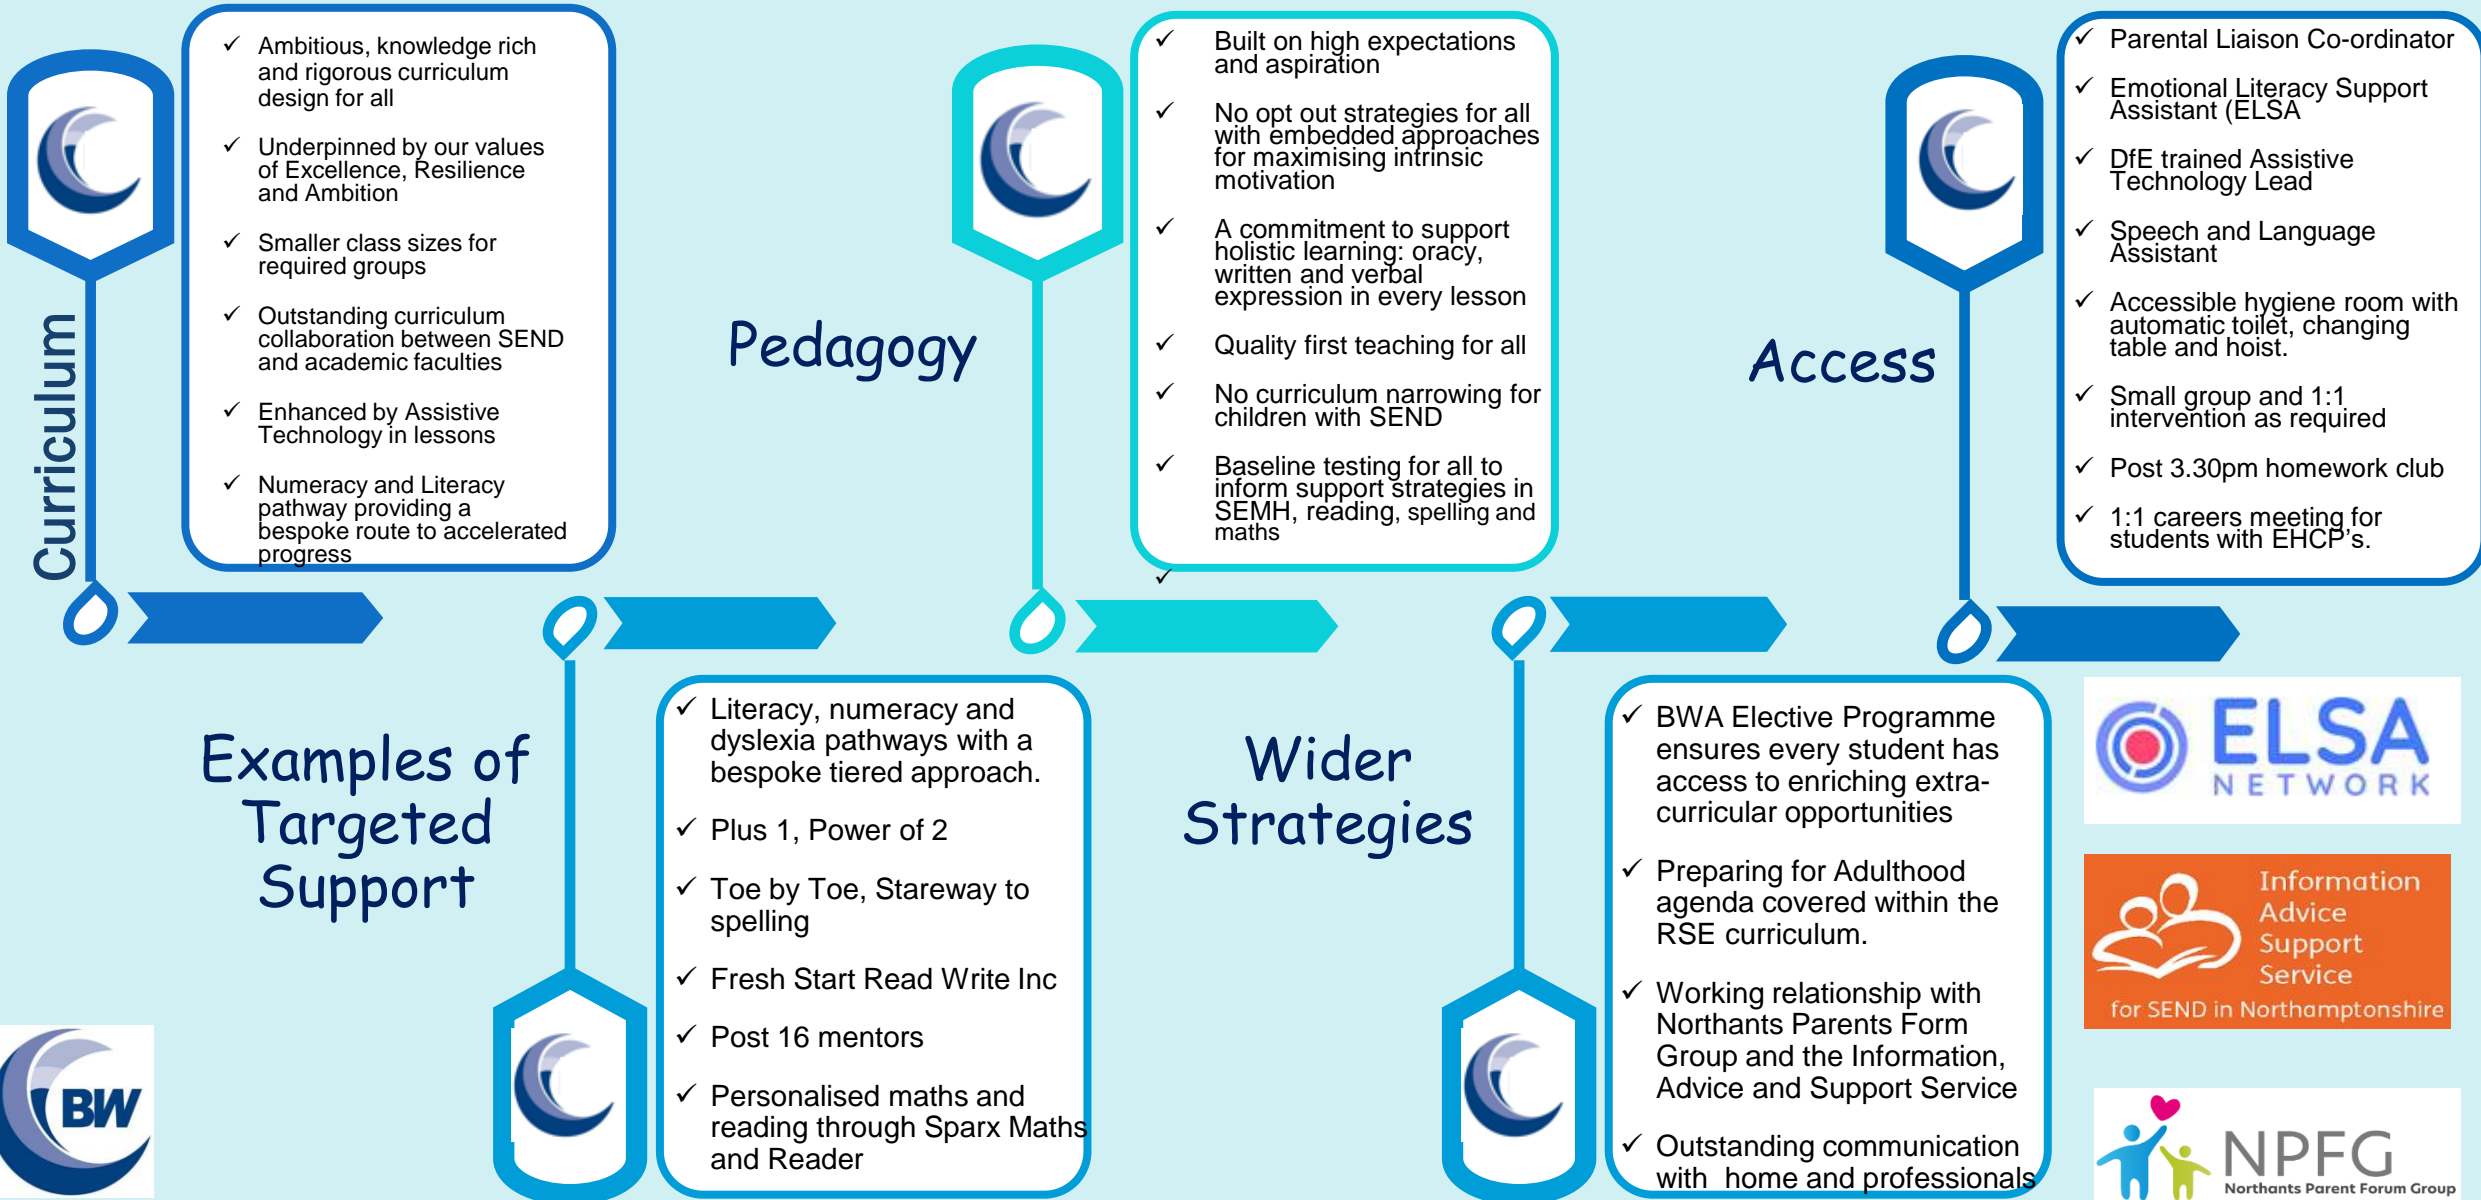 Curriculum
Ambitious, knowledge rich
and rigorous curriculum
design for all
Underpinned by our values
of Excellence, Resilience
and Ambition
Smaller class sizes for
required groups
Outstanding curriculum
collaboration between SEND
and academic faculties
Enhanced by Assistive
Technology in lessons
Numeracy and Literacy
pathway providing a
bespoke route to accelerated
progress
Examples of
Targeted
Support
Literacy, numeracy and
dyslexia pathways with a
bespoke tiered approach.
Plus 1, Power of 2
Toe by Toe, Stareway to
spelling
Fresh Start Read Write Inc
Post 16 mentors
Personalised maths and
reading through Sparx Maths
and Reader
Pedagogy
Built on high expectations
and aspiration
No opt out strategies for all
with embedded approaches
for maximising intrinsic
motivation
A commitment to support
holistic learning: oracy,
written and verbal
expression in every lesson
Quality first teaching for all
No curriculum narrowing for
children with SEND
Baseline testing for all to
inform support strategies in
SEMH, reading, spelling and
maths
Wider
Strategies
BWA Elective Programme
ensures every student has
access to enriching extra-
curricular opportunities
Preparing for Adulthood
agenda covered within the
RSE curriculum.
Working relationship with
Northants Parents Form
Group and the Information,
Advice and Support Service
Outstanding communication
with  home and professionals
Access
Parental Liaison Co-ordinator
Emotional Literacy Support
Assistant (ELSA
DfE trained Assistive
Technology Lead
Speech and Language
Assistant
Accessible hygiene room with
automatic toilet, changing
table and hoist.
Small group and 1:1
intervention as required
Post 3.30pm homework club
1:1 careers meeting for
students with EHCP's.
ELSA
NETWORK
Information
Advice
Support
Service
for SEND in Northamptonshire
NPFG
Northants Parent Forum Group
BW